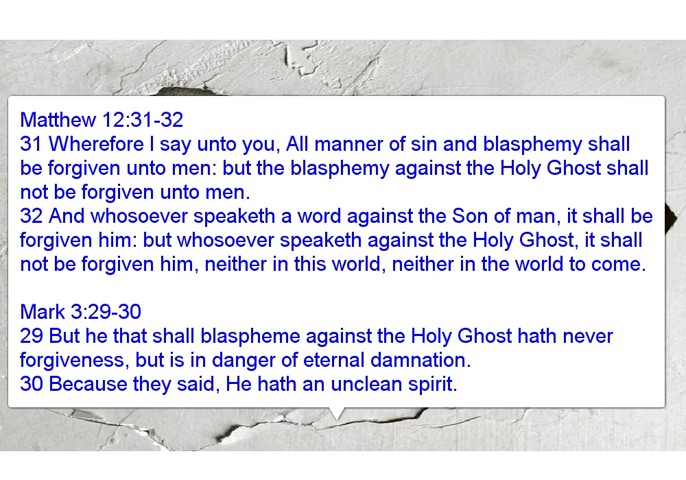 Matthew 12:31-32
31 Wherefore I say unto you, All manner of sin and blasphemy shall
be forgiven unto men: but the blasphemy against the Holy Ghost shall
not be forgiven unto men.
32 And whosoever speaketh a word against the Son of man, it shall be
forgiven him: but whosoever speaketh against the Holy Ghost, it shall
not be forgiven him, neither in this world, neither in the world to come.
Mark 3:29-30
29 But he that shall blaspheme against the Holy Ghost hath never
forgiveness, but is in danger of eternal damnation.
30 Because they said, He hath an unclean spirit.